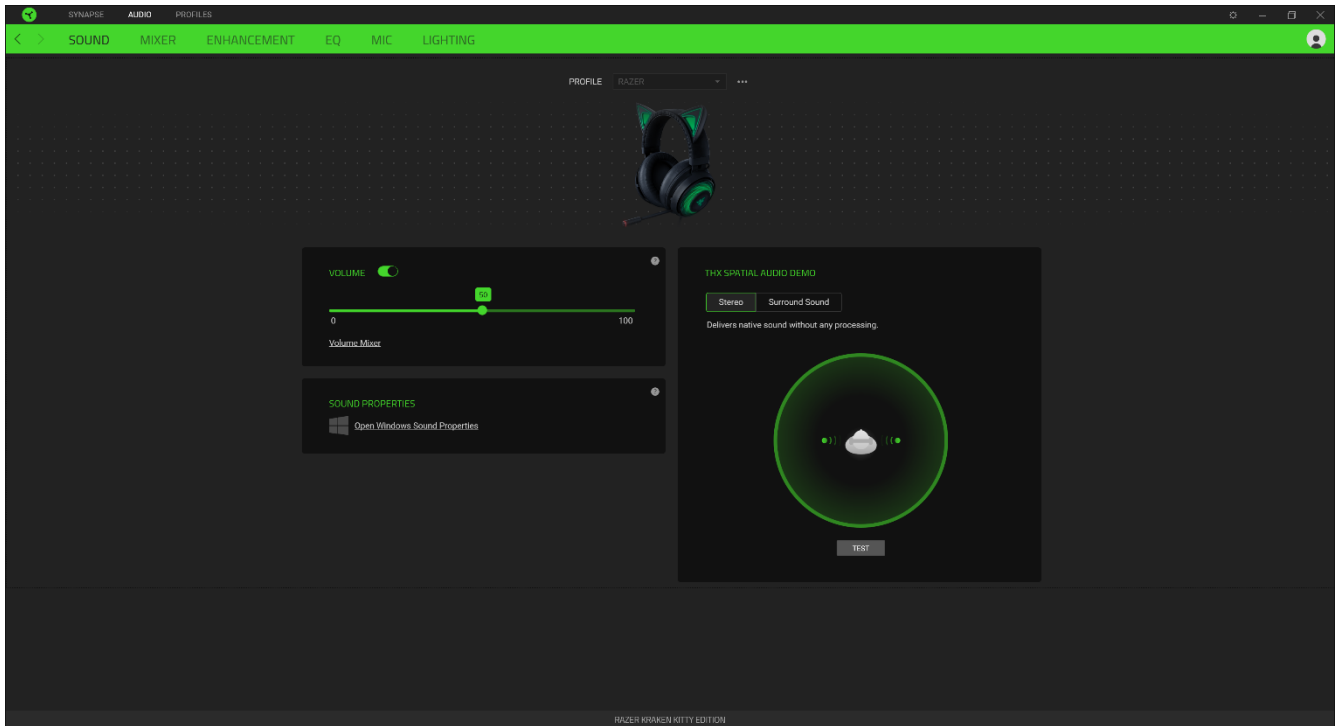 SYNAPSE AUDIO PROFILES
SOUND MIXER ENHANCEMENT EQ MIC LIGHTING
PROFILE RAZER
VOLUME
50
0 100
Volume Mixer
SOUND PROPERTIES
Open Windows Sound Properties
THX SPATIAL AUDIO DEMO
Stereo Surround Sound
Delivers native sound without any processing.
TEST
RAZER KRAKEN KITTY EDITION